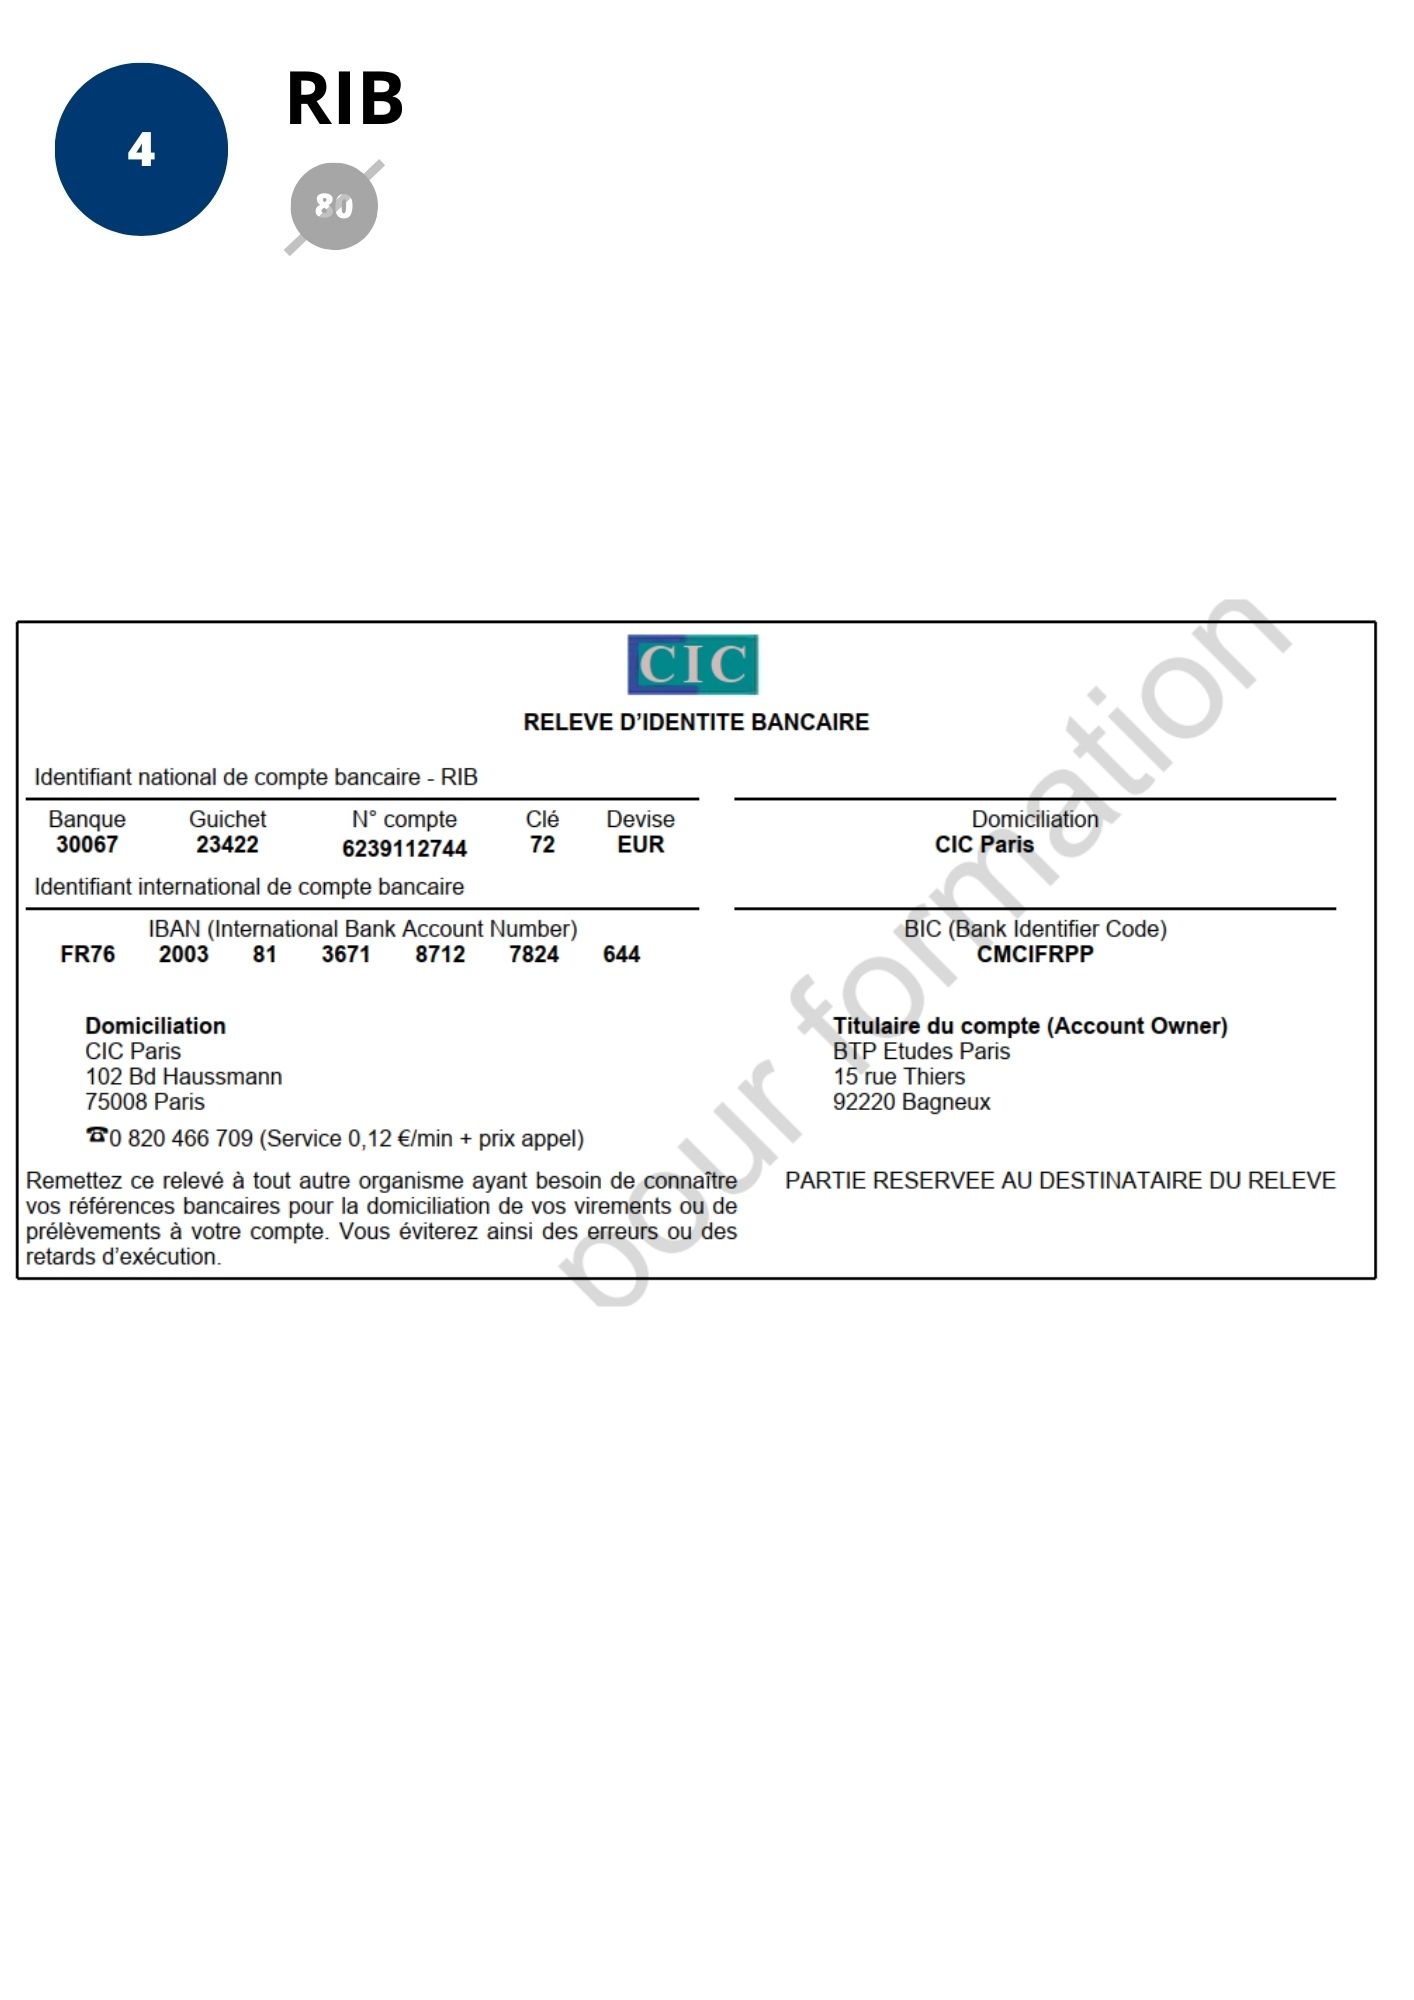 4
RIB
80
CIC
RELEVE D’IDENTITE BANCAIRE
Identifiant national de compte bancaire - RIB
Banque Guichet N° compte Clé Devise Domiciliation
30067 23422 6239112744 72 EUR CIC Paris
Identifiant international de compte bancaire
IBAN (International Bank Account Number) BIC (Bank Identifier Code)
FR76 2003 81 3671 8712 7824 644 CMCIFRPP
Domiciliation
CIC Paris
102 Bd Haussmann
75008 Paris
☎0 820 466 709 (Service 0,12 €/min + prix appel)
Titulaire du compte (Account Owner)
BTP Etudes Paris
15 rue Thiers
92220 Bagneux
Remettez ce relevé à tout autre organisme ayant besoin de connaître
vos références bancaires pour la domiciliation de vos virements ou de
prélèvements à votre compte. Vous éviterez ainsi des erreurs ou des
retards d’exécution.
PARTIE RESERVEE AU DESTINATAIRE DU RELEVE
pour formation